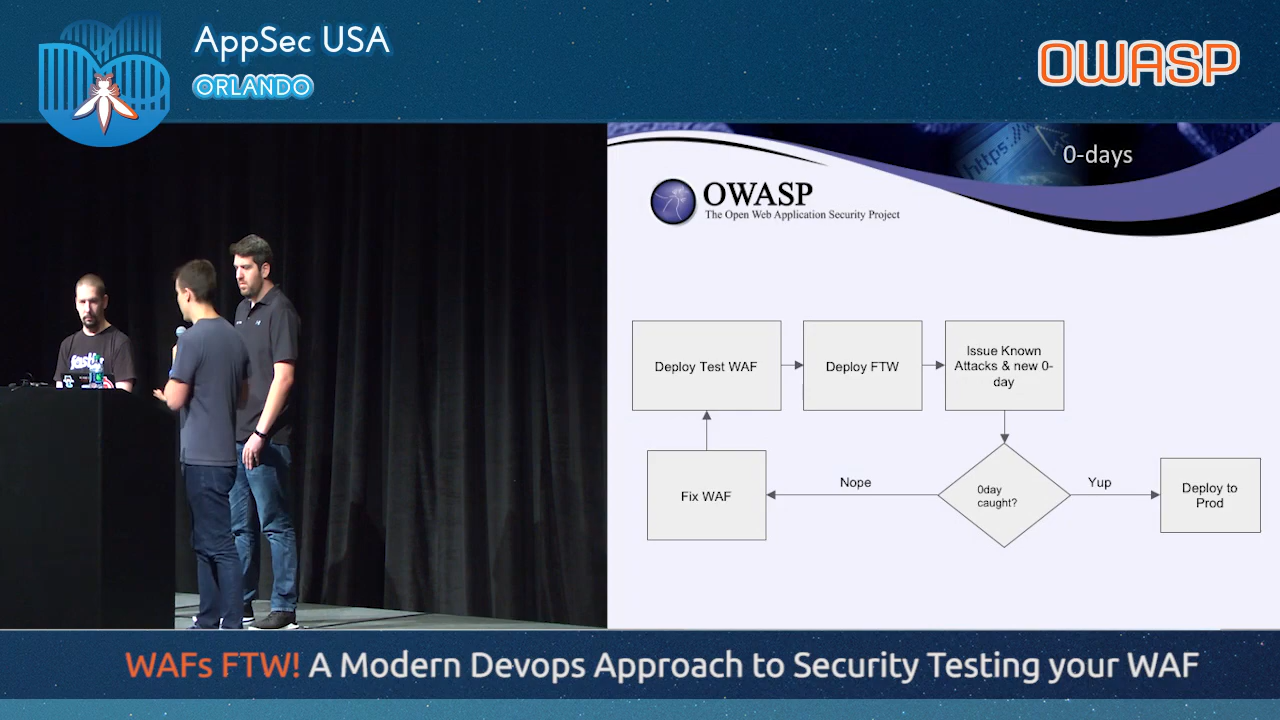 AppSec USA
ORLANDO
OWASP
0-days
OWASP
The Open Web Application Security Project
https://
Deploy Test WAF
Deploy FTW
Issue Known
Attacks & new 0-
day
Fix WAF
Nope
0day
caught?
Yup
Deploy to
Prod
WAFs FTW! A Modern Devops Approach to Security Testing your WAF